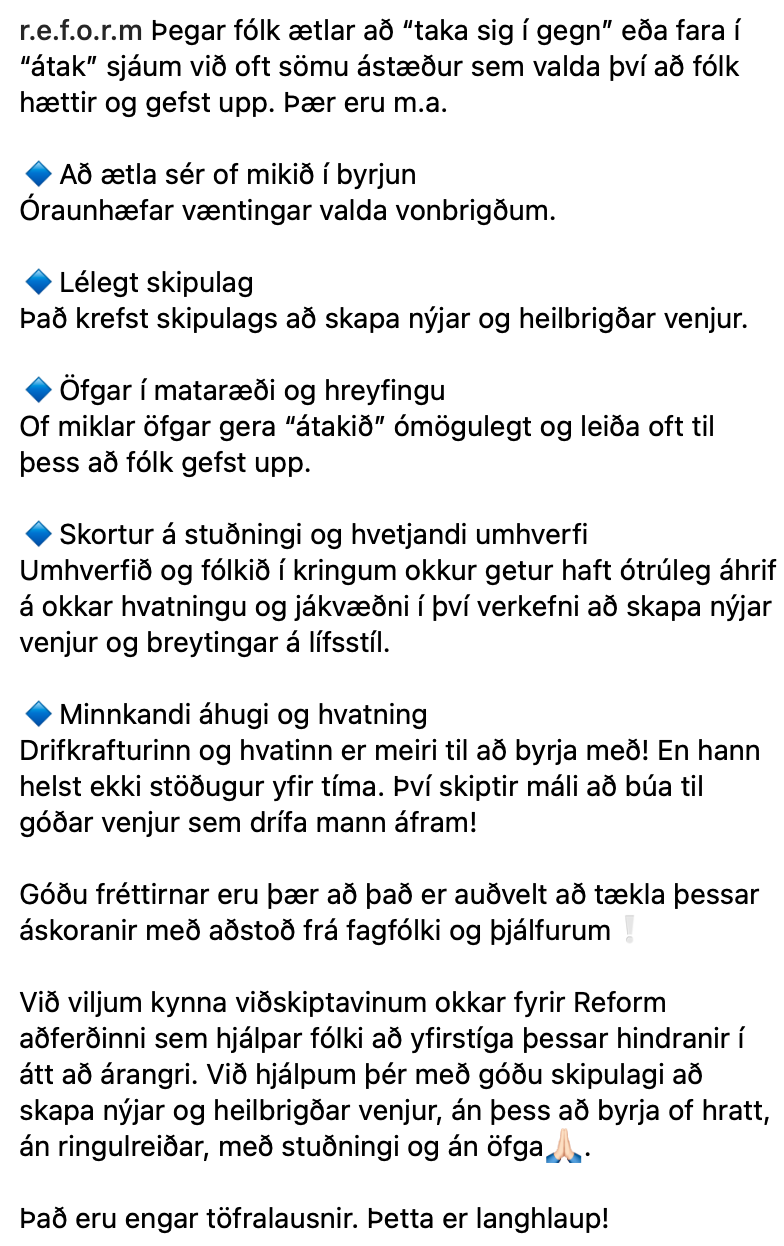 r.e.f.o.r.m Þegar fólk ætlar að “taka sig í gegn” eða fara í
“átak” sjáum við oft sömu ástæður sem valda því að fólk
hættir og gefst upp. Þær eru m.a.
🔷 Að ætla sér of mikið í byrjun
Óraunhæfar væntingar valda vonbrigðum.
🔷 Lélegt skipulag
Það krefst skipulags að skapa nýjar og heilbrigðar venjur.
🔷 Öfgar í mataræði og hreyfingu
Of miklar öfgar gera “átakið” ómögulegt og leiða oft til
þess að fólk gefst upp.
🔷 Skortur á stuðningi og hvetjandi umhverfi
Umhverfið og fólkið í kringum okkur getur haft ótrúleg áhrif
á okkar hvatningu og jákvæðni í því verkefni að skapa nýjar
venjur og breytingar á lífsstíl.
🔷 Minnkandi áhugi og hvatning
Drifkrafturinn og hvatinn er meiri til að byrja með! En hann
helst ekki stöðugur yfir tíma. Því skiptir máli að búa til
góðar venjur sem drífa mann áfram!
Góðu fréttirnar eru þær að það er auðvelt að tækla þessar
áskoranir með aðstoð frá fagfólki og þjálfurum❕
Við viljum kynna viðskiptavinum okkar fyrir Reform
aðferðinni sem hjálpar fólki að yfirstíga þessar hindranir í
átt að árangri. Við hjálpum þér með góðu skipulagi að
skapa nýjar og heilbrigðar venjur, án þess að byrja of hratt,
án ringulreiðar, með stuðningi og án öfga🙏🏻.
Það eru engar töfralausnir. Þetta er langhlaup!